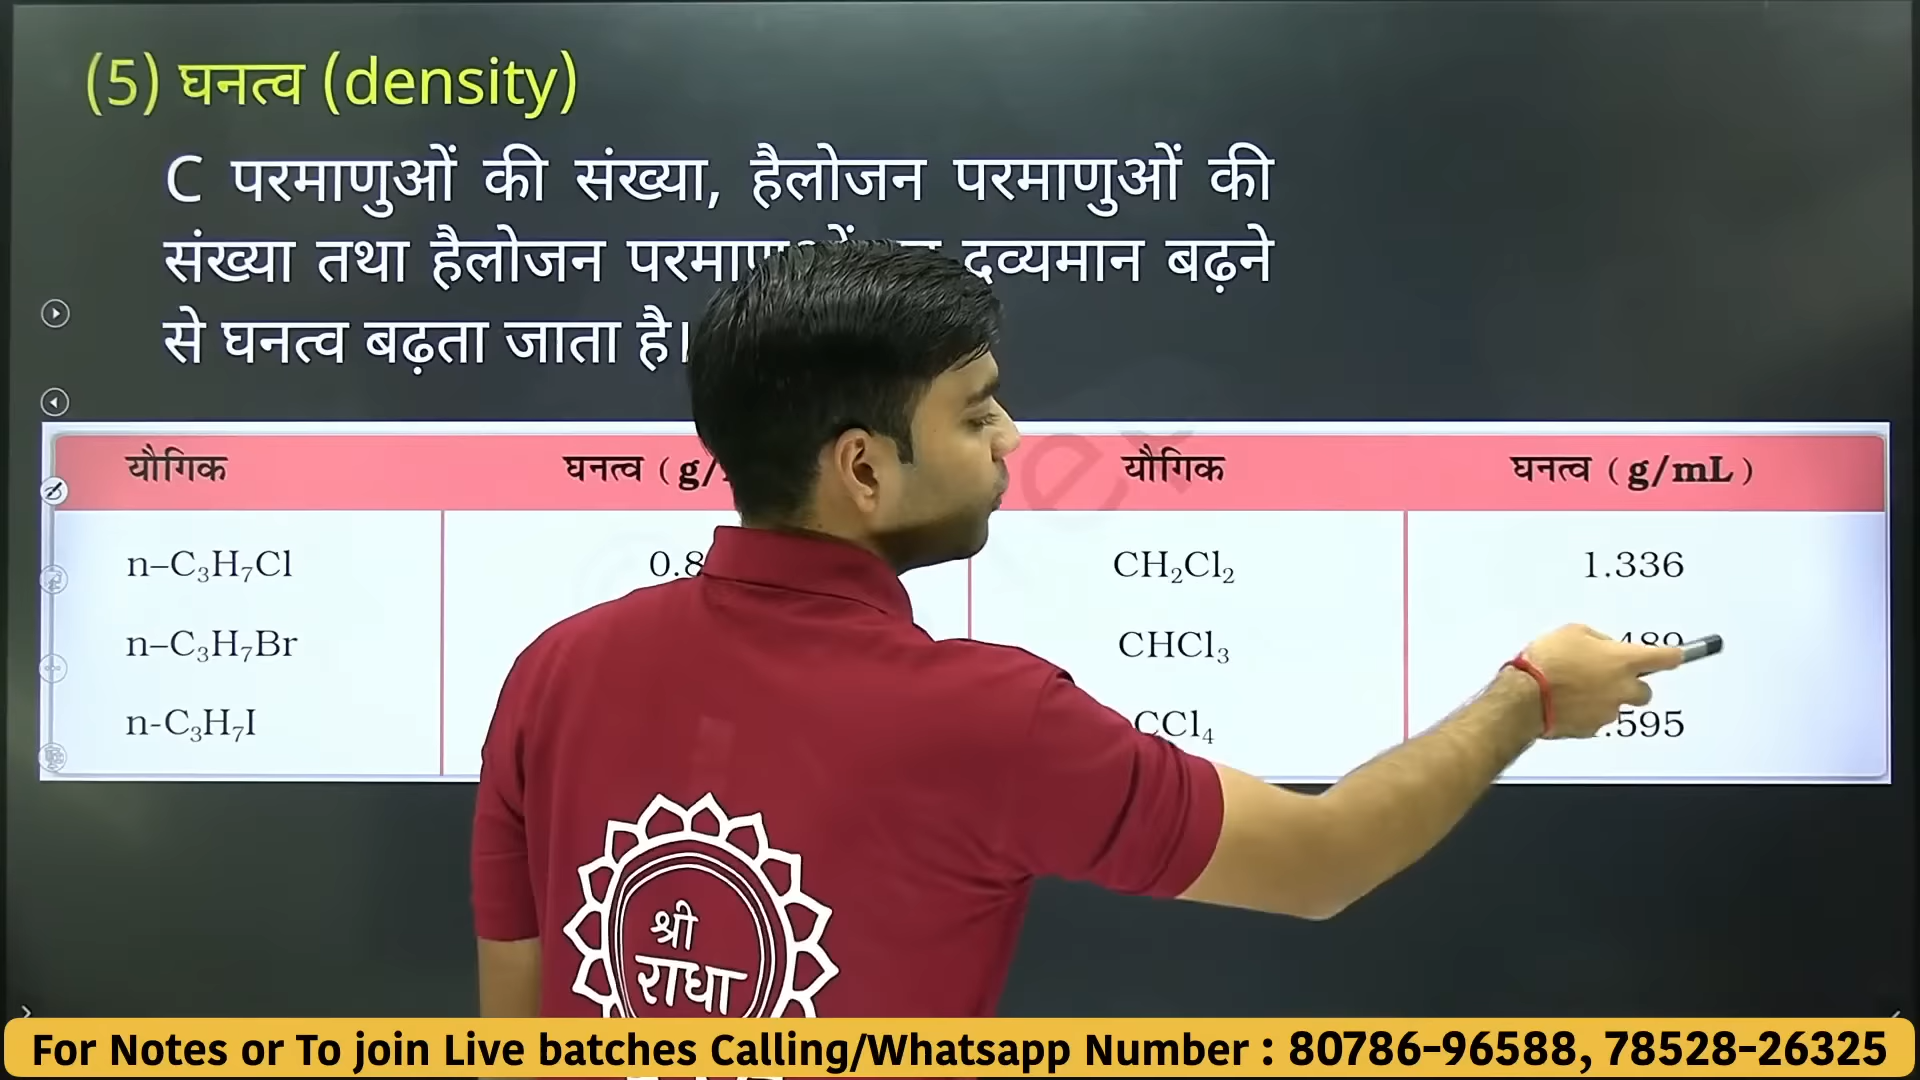 (5) घनत्व (density)
C परमाणुओं की संख्या, हैलोजन परमाणुओं की
संख्या तथा हैलोजन द्रव्यमान बढ़ने
से घनत्व बढ़ता जाता है।
यौगिक घनत्व (g/ यौगिक घनत्व (g/mL)
n–C₃H₇Cl 0.8 CH₂Cl₂ 1.336
n–C₃H₇Br CHCl₃
n-C₃H₇I CCl₄ .595
श्री
राधा
For Notes or To join Live batches Calling/Whatsapp Number : 80786-96588, 78528-26325